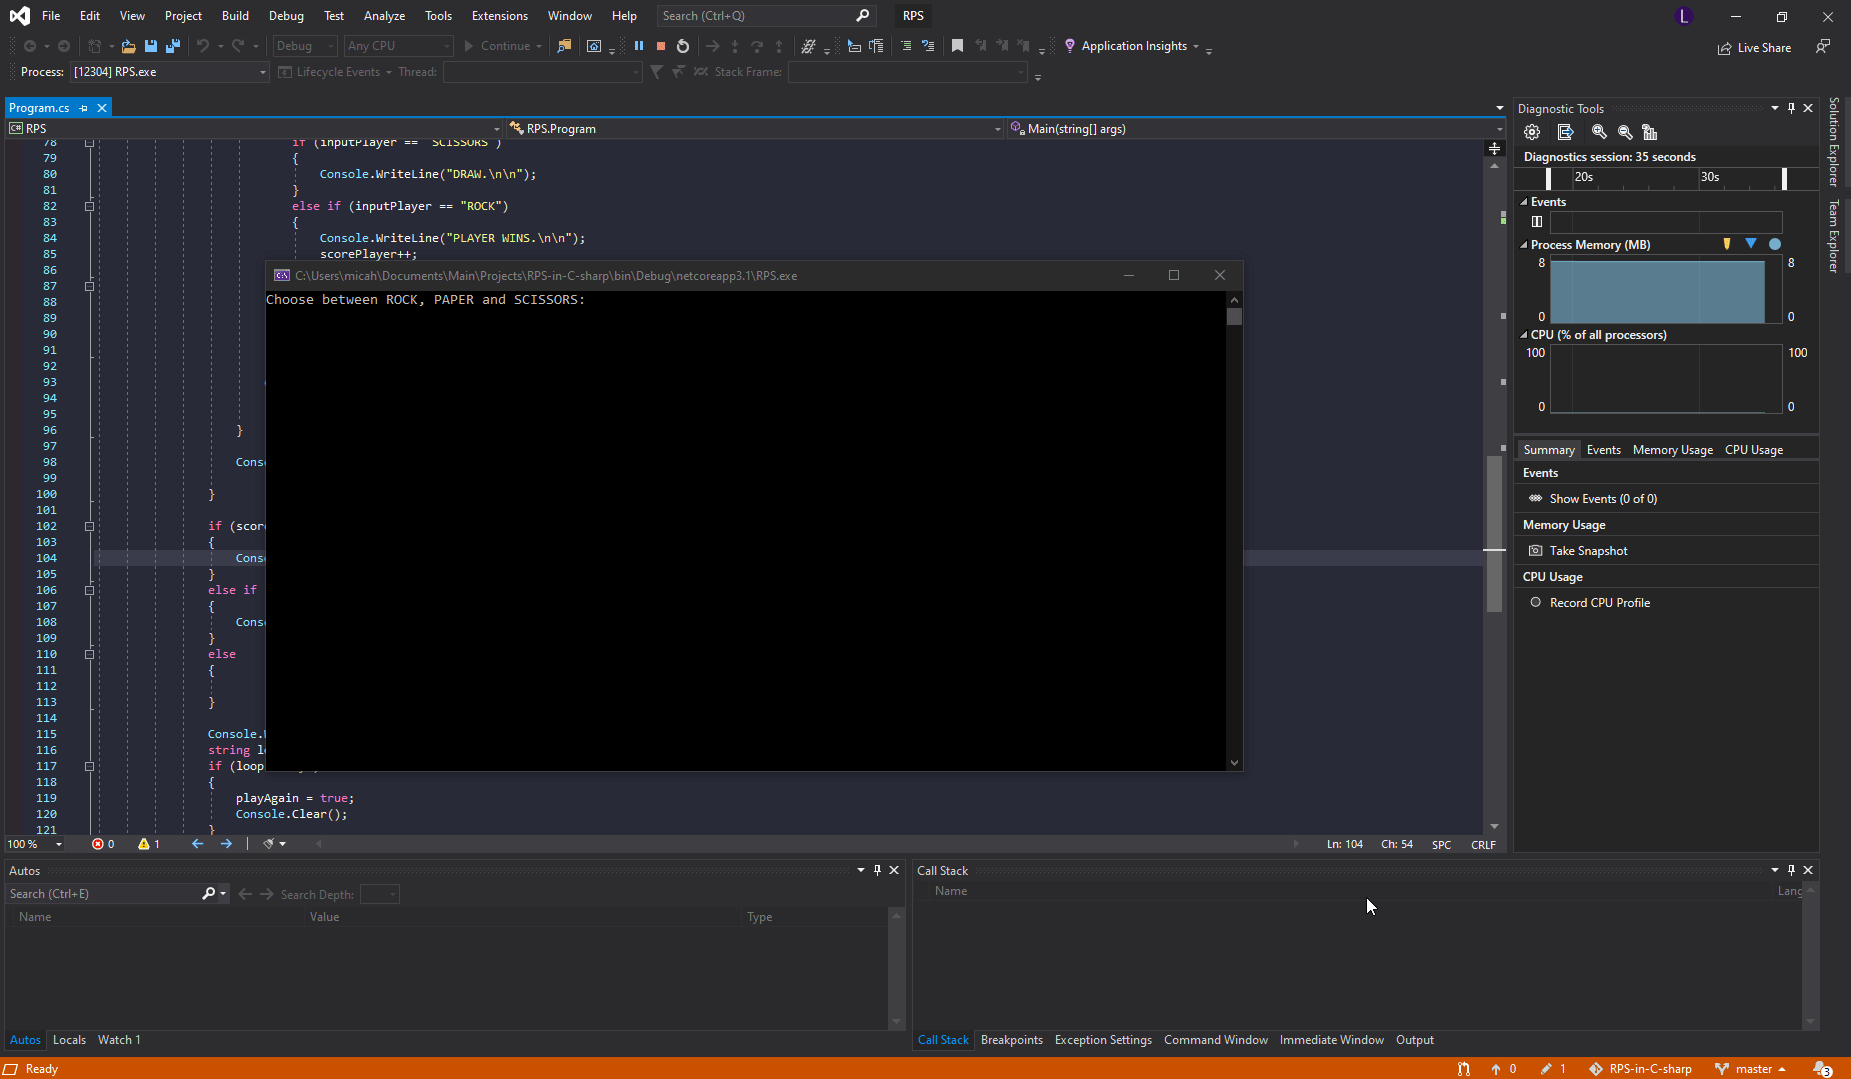 File Edit View Project Build Debug Test Analyze Tools Extensions Window Help Search (Ctrl+Q) RPS L
Debug Any CPU Continue Application Insights Live Share
Process: [12304] RPS.exe Lifecycle Events Thread: Stack Frame:
Program.cs
C# RPS RPS.Program Main(string[] args)
78 if (inputPlayer == "SCISSORS")
79 {
80 Console.WriteLine("DRAW.\n\n");
81 }
82 else if (inputPlayer == "ROCK")
83 {
84 Console.WriteLine("PLAYER WINS.\n\n");
85 scorePlayer++;
86
87
88
89
90
91
92
93
94
95
96 }
97
98 Conso
99
100 }
101
102 if (scor
103 {
104 Conso
105 }
106 else if
107 {
108 Conso
109 }
110 else
111 {
112
113 }
114
115 Console.
116 string l
117 if (loop
118 {
119 playAgain = true;
120 Console.Clear();
121 }
C:\Users\micah\Documents\Main\Projects\RPS-in-C-sharp\bin\Debug\netcoreapp3.1\RPS.exe
Choose between ROCK, PAPER and SCISSORS:
100 % 0 1 Ln: 104 Ch: 54 SPC CRLF
Diagnostic Tools
Diagnostics session: 35 seconds
20s 30s
Events
Process Memory (MB)
8 8
0 0
CPU (% of all processors)
100 100
0 0
Summary Events Memory Usage CPU Usage
Events
Show Events (0 of 0)
Memory Usage
Take Snapshot
CPU Usage
Record CPU Profile
Solution Explorer
Team Explorer
Autos
Search (Ctrl+E) Search Depth:
Name Value Type
Autos Locals Watch 1
Call Stack
Name Lang
Call Stack Breakpoints Exception Settings Command Window Immediate Window Output
Ready 0 1 RPS-in-C-sharp master 3